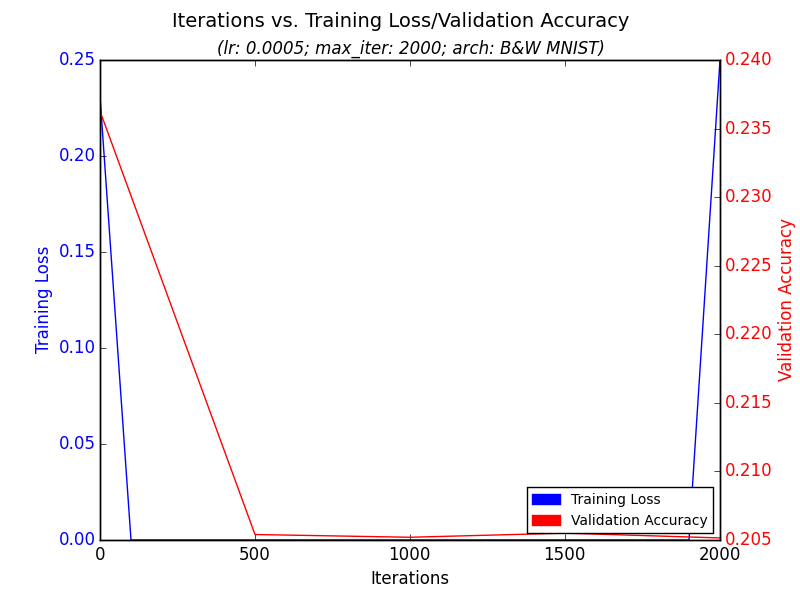 Iterations vs. Training Loss/Validation Accuracy
(lr: 0.0005; max_iter: 2000; arch: B&W MNIST)
0.25
0.20
0.15
0.10
0.05
0.00
Training Loss
0.240
0.235
0.230
0.225
0.220
0.215
0.210
0.205
Validation Accuracy
Training Loss
Validation Accuracy
0
500
1000
1500
2000
Iterations